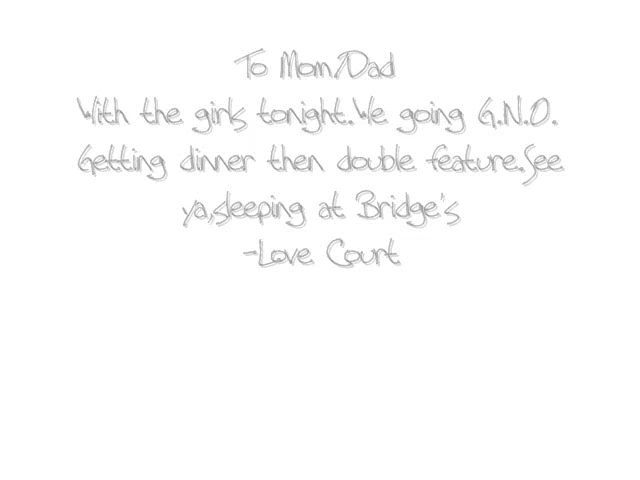 To Mom/Dad
With the girls tonight.We going G.N.O.
Getting dinner then double feature.See
ya,sleeping at Bridge's
-Love Court